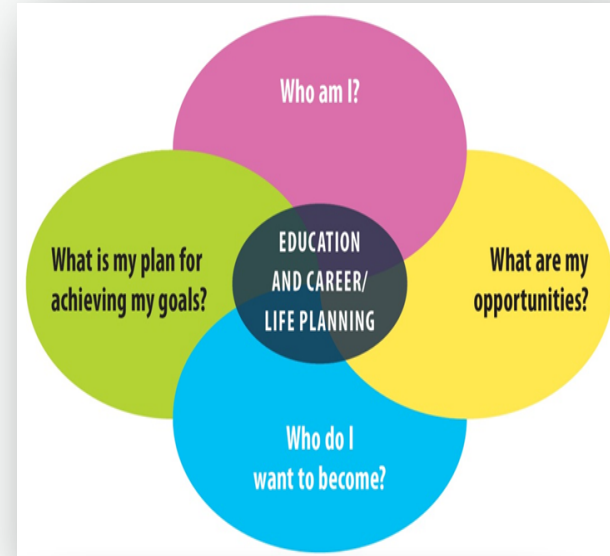 Who am I?
What is my plan for
achieving my goals?
EDUCATION
AND CAREER/
LIFE PLANNING
What are my
opportunities?
Who do I
want to become?